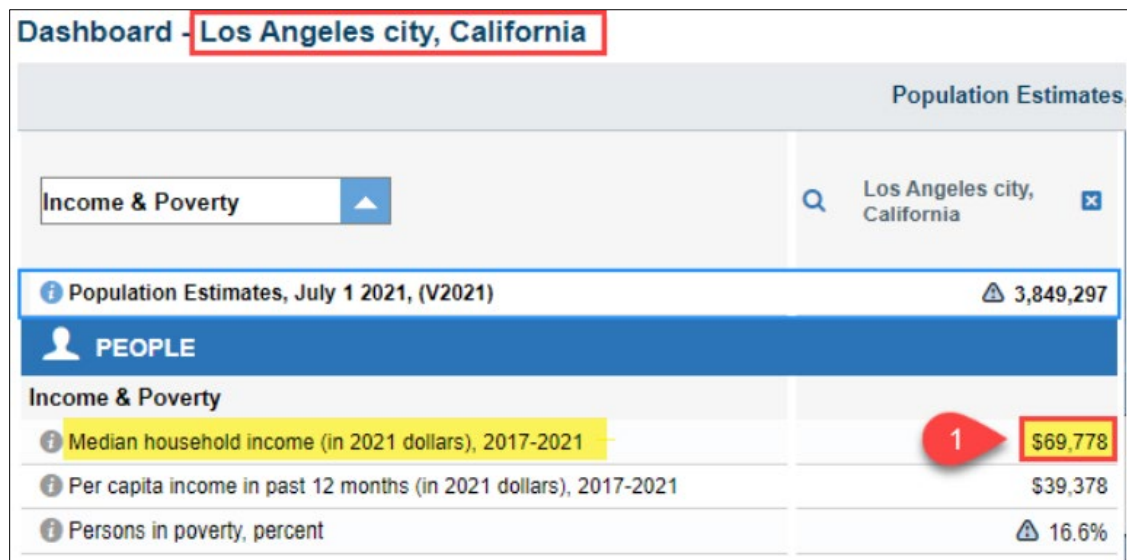 Dashboard - Los Angeles city, California
Population Estimates,
Income & Poverty
Los Angeles city,
California
Population Estimates, July 1 2021, (V2021) 3,849,297
PEOPLE
Income & Poverty
Median household income (in 2021 dollars), 2017-2021 1 $69,778
Per capita income in past 12 months (in 2021 dollars), 2017-2021 $39,378
Persons in poverty, percent 16.6%